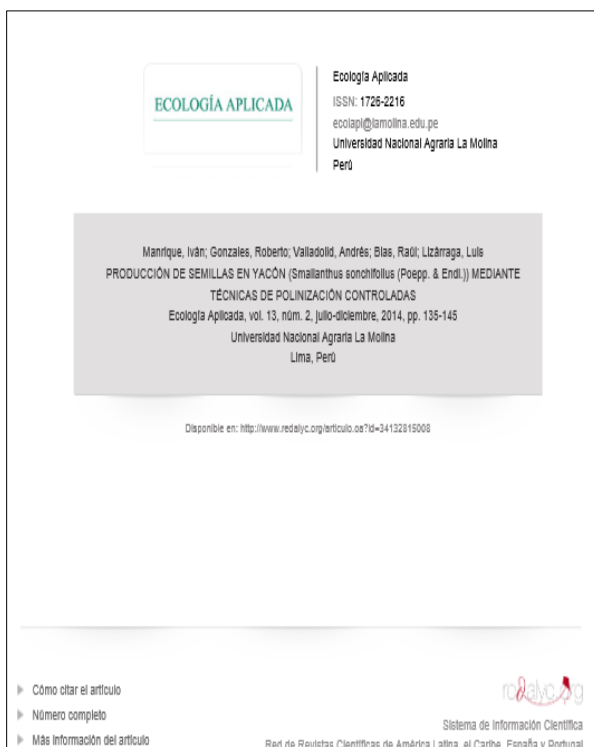 ECOLOGÍA APLICADA
Ecología Aplicada
ISSN: 1726-2216
ecolapl@lamolina.edu.pe
Universidad Nacional Agraria La Molina
Perú
Manrique, Iván; Gonzales, Roberto; Valladolid, Andrés; Blas, Raúl; Lizárraga, Luis
PRODUCCIÓN DE SEMILLAS EN YACÓN (Smallanthus sonchifolius (Poepp. & Endl.)) MEDIANTE
TÉCNICAS DE POLINIZACIÓN CONTROLADAS
Ecología Aplicada, vol. 13, núm. 2, julio-diciembre, 2014, pp. 135-145
Universidad Nacional Agraria La Molina
Lima, Perú
Disponible en: http://www.redalyc.org/articulo.oa?id=34132815008
Cómo citar el artículo
Número completo
Más información del artículo
redalyc.org
Sistema de Información Científica
Red de Revistas Científicas de América Latina, el Caribe, España y Portugal